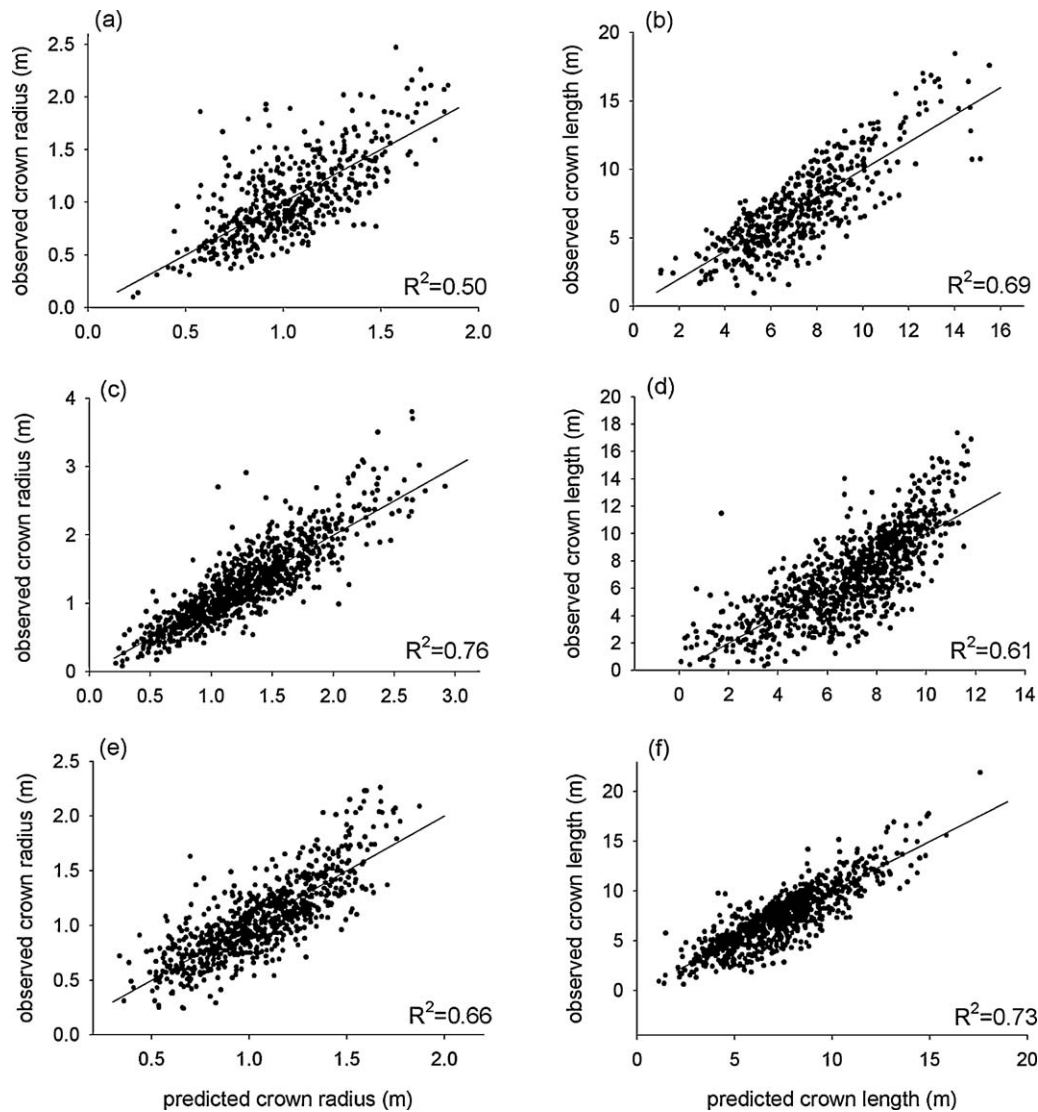 (a)
observed crown radius (m)
2.5
2.0
1.5
1.0
0.5
0.0
R²=0.50
0.0 0.5 1.0 1.5 2.0
(b)
observed crown length (m)
20
15
10
5
0
R²=0.69
0 2 4 6 8 10 12 14 16
(c)
observed crown radius (m)
4
3
2
1
0
R²=0.76
0.0 0.5 1.0 1.5 2.0 2.5 3.0
(d)
observed crown length (m)
20
18
16
14
12
10
8
6
4
2
0
R²=0.61
0 2 4 6 8 10 12 14
(e)
observed crown radius (m)
2.5
2.0
1.5
1.0
0.5
0.0
R²=0.66
0.5 1.0 1.5 2.0
predicted crown radius (m)
(f)
observed crown length (m)
20
15
10
5
0
R²=0.73
0 5 10 15 20
predicted crown length (m)